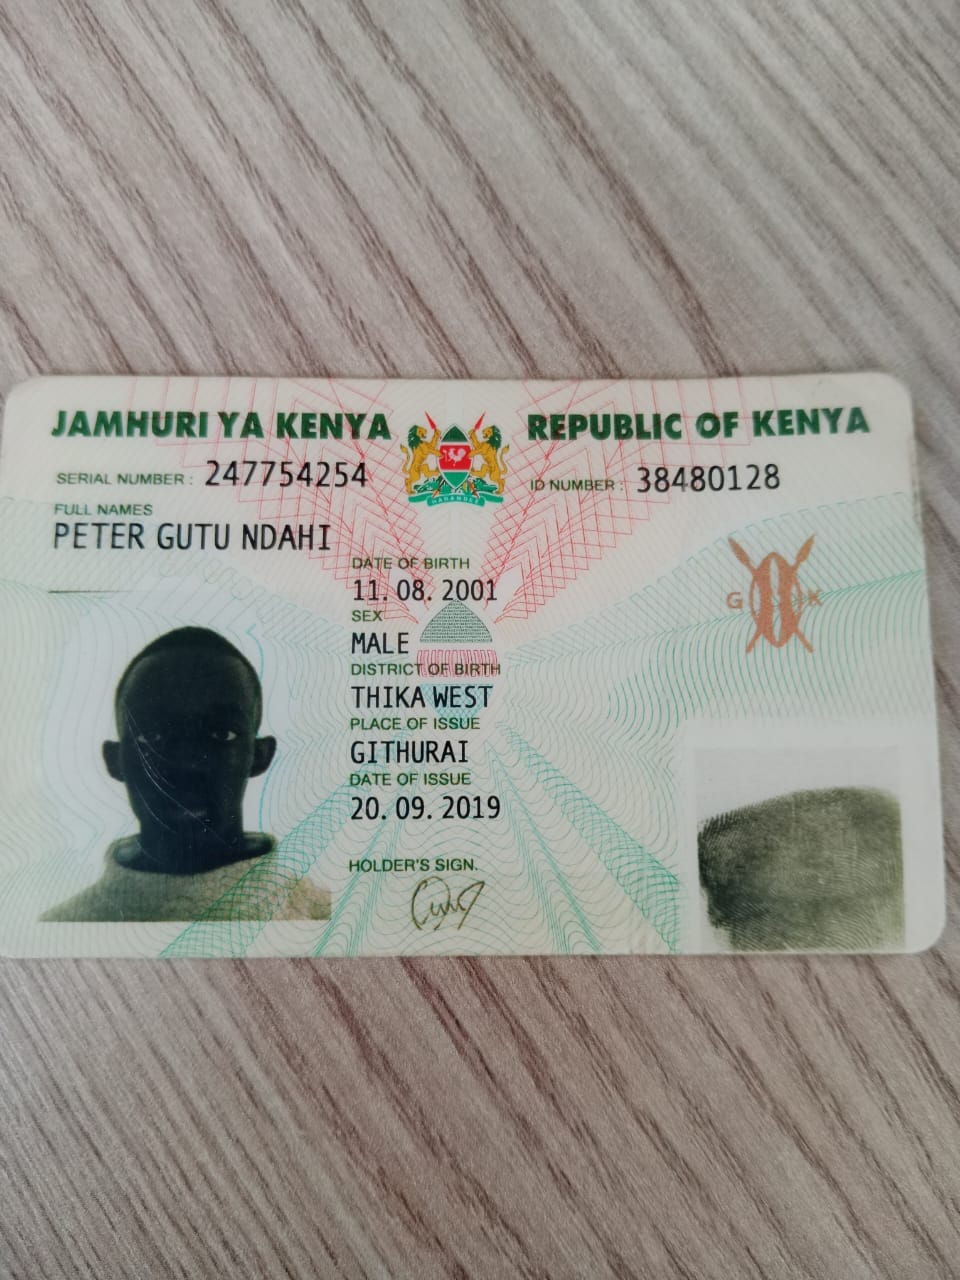 JAMHURI YA KENYA
REPUBLIC OF KENYA
SERIAL NUMBER : 247754254
ID NUMBER : 38480128
FULL NAMES
PETER GUTU NDAHI
DATE OF BIRTH
11. 08. 2001
SEX
MALE
DISTRICT OF BIRTH
THIKA WEST
PLACE OF ISSUE
GITHURAI
DATE OF ISSUE
20. 09. 2019
HOLDER'S SIGN.
HARAMBEE
G K